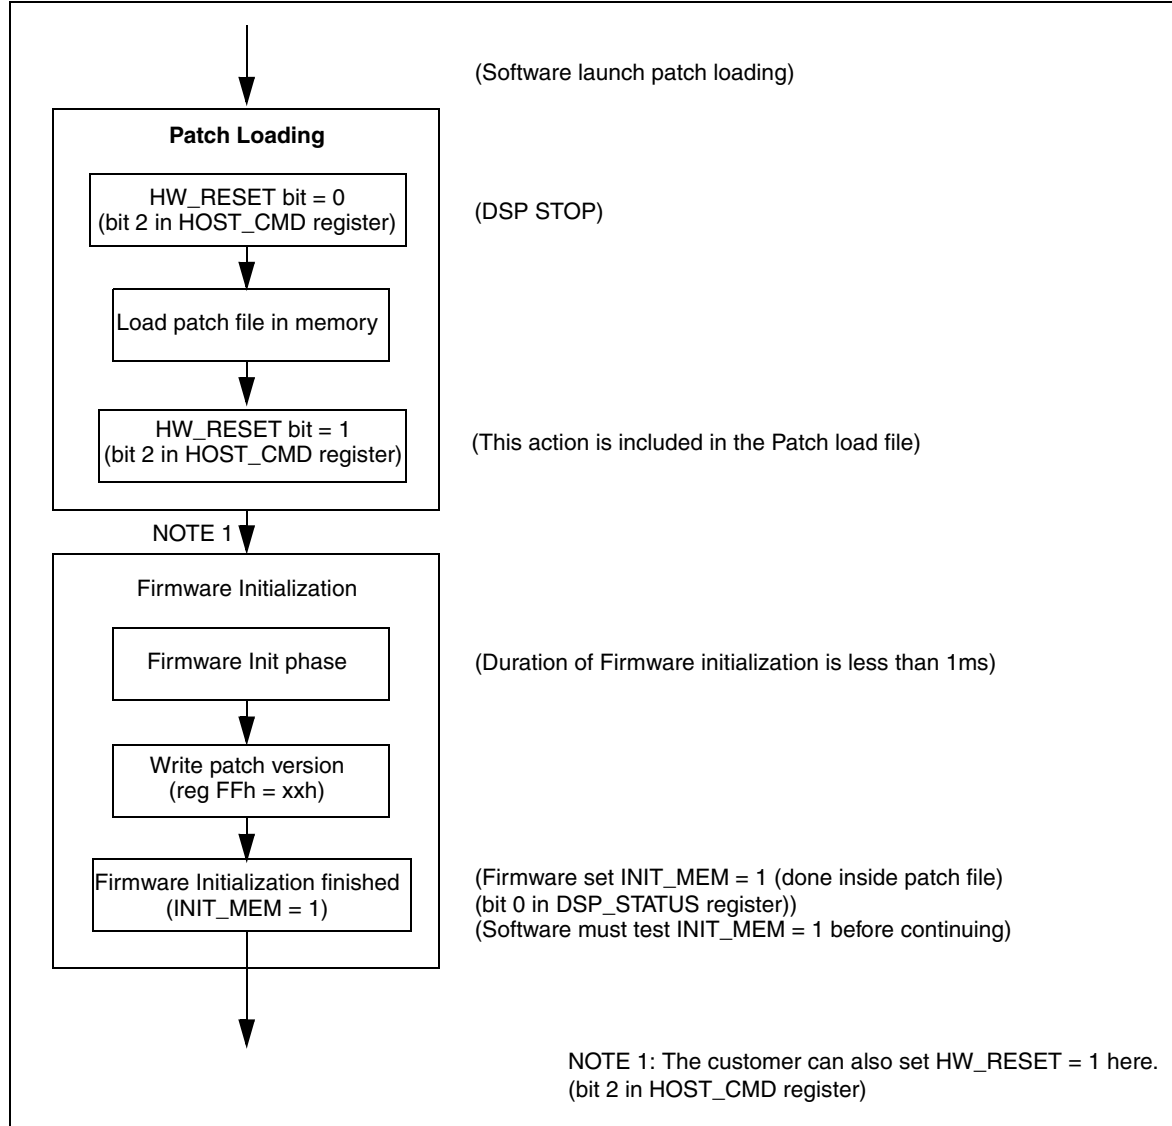 (Software launch patch loading)
Patch Loading
HW_RESET bit = 0
(bit 2 in HOST_CMD register)
(DSP STOP)
Load patch file in memory
HW_RESET bit = 1
(bit 2 in HOST_CMD register)
(This action is included in the Patch load file)
NOTE 1
Firmware Initialization
Firmware Init phase
(Duration of Firmware initialization is less than 1ms)
Write patch version
(reg FFh = xxh)
Firmware Initialization finished
(INIT_MEM = 1)
(Firmware set INIT_MEM = 1 (done inside patch file)
(bit 0 in DSP_STATUS register))
(Software must test INIT_MEM = 1 before continuing)
NOTE 1: The customer can also set HW_RESET = 1 here.
(bit 2 in HOST_CMD register)